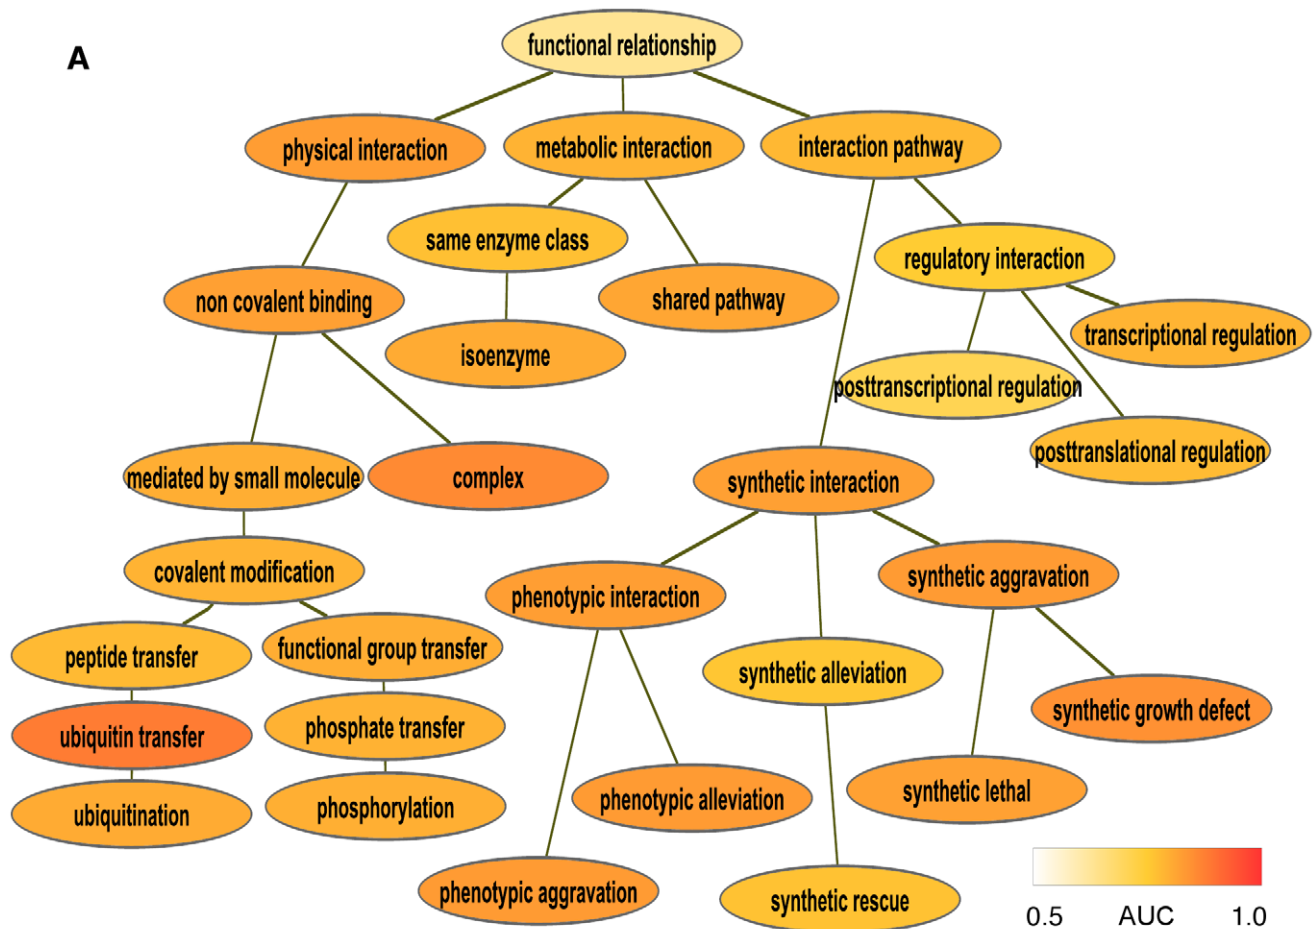 A
functional relationship
physical interaction
metabolic interaction
interaction pathway
same enzyme class
regulatory interaction
non covalent binding
shared pathway
transcriptional regulation
isoenzyme
posttranscriptional regulation
posttranslational regulation
mediated by small molecule
complex
synthetic interaction
covalent modification
phenotypic interaction
synthetic aggravation
peptide transfer
functional group transfer
synthetic alleviation
synthetic growth defect
ubiquitin transfer
phosphate transfer
phenotypic alleviation
synthetic lethal
ubiquitination
phosphorylation
phenotypic aggravation
synthetic rescue
0.5 AUC 1.0